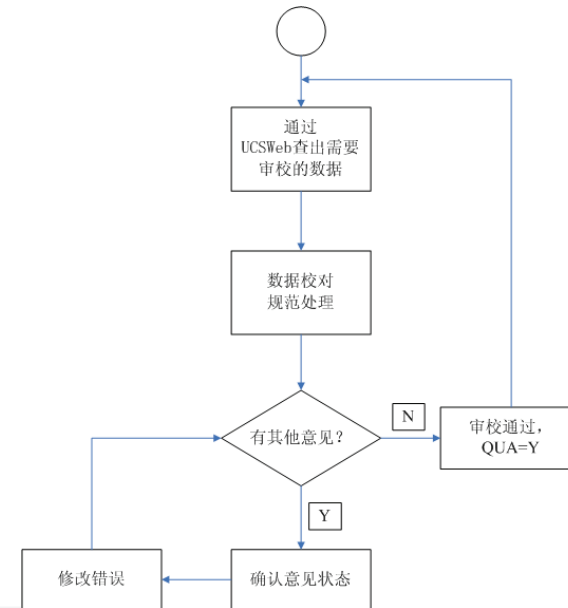 通过
UCSWeb查出需要
审校的数据
数据校对
规范处理
有其他意见？
N
审校通过，
QUA=Y
Y
修改错误
确认意见状态